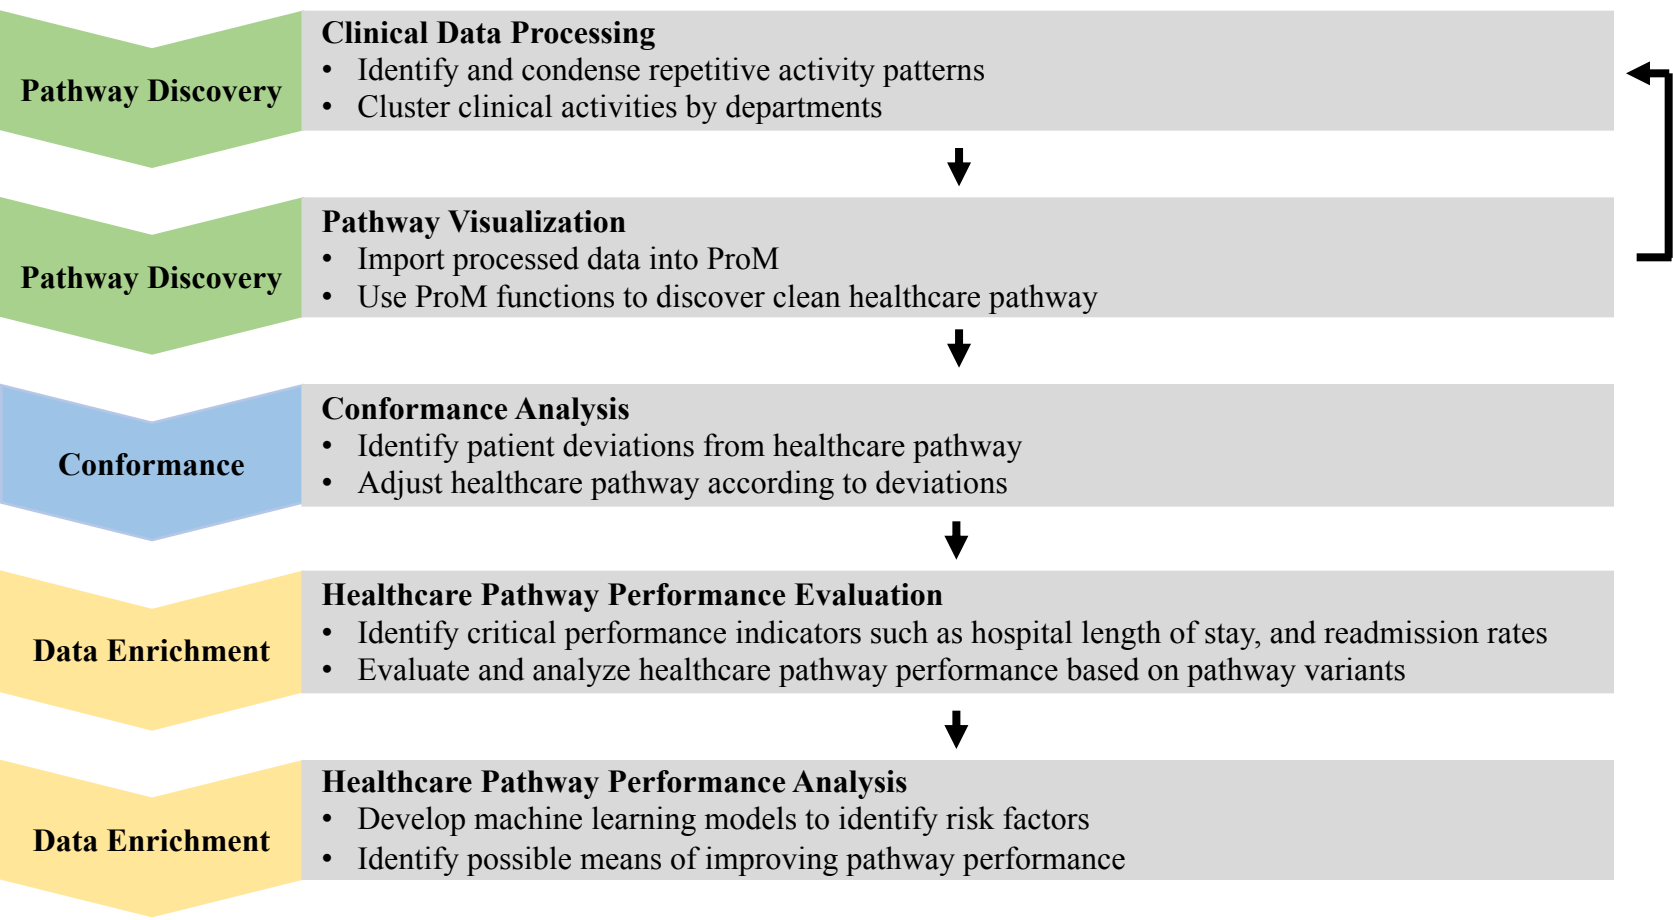 Clinical Data Processing
Pathway Discovery
• Identify and condense repetitive activity patterns
• Cluster clinical activities by departments
Pathway Visualization
Pathway Discovery
• Import processed data into ProM
• Use ProM functions to discover clean healthcare pathway
Conformance Analysis
Conformance
• Identify patient deviations from healthcare pathway
• Adjust healthcare pathway according to deviations
Healthcare Pathway Performance Evaluation
Data Enrichment
• Identify critical performance indicators such as hospital length of stay, and readmission rates
• Evaluate and analyze healthcare pathway performance based on pathway variants
Healthcare Pathway Performance Analysis
Data Enrichment
• Develop machine learning models to identify risk factors
• Identify possible means of improving pathway performance